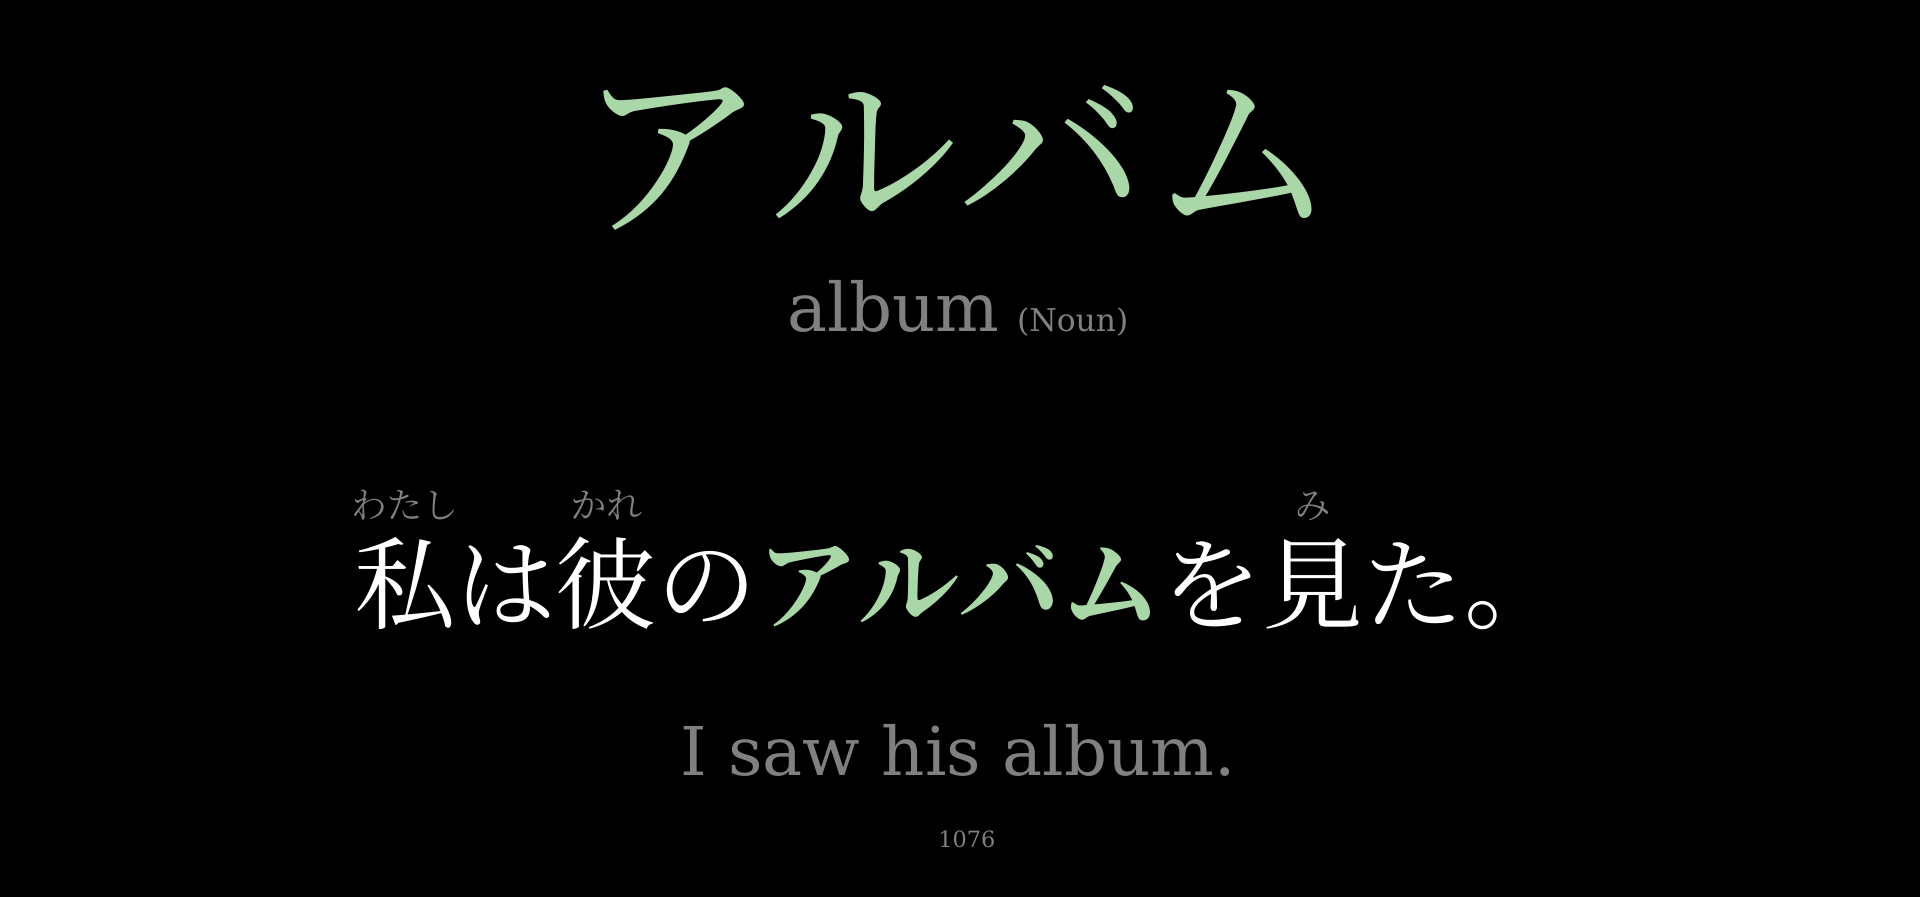 アルバム
album (Noun)
わたし かれ み
私は彼のアルバムを見た。
I saw his album.
1076